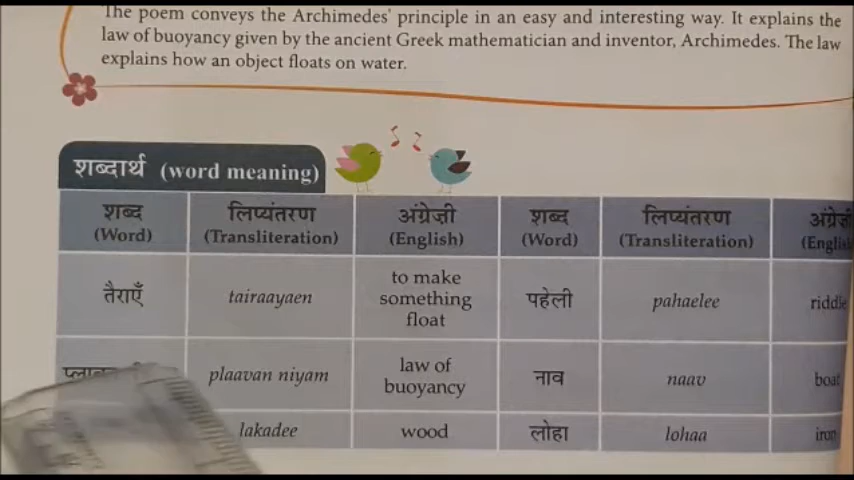 The poem conveys the Archimedes' principle in an easy and interesting way. It explains the
law of buoyancy given by the ancient Greek mathematician and inventor, Archimedes. The law
explains how an object floats on water.
शब्दार्थ (word meaning)
शब्द लिप्यंतरण अंग्रेज़ी शब्द लिप्यंतरण
(Word) (Transliteration) (English) (Word) (Transliteration)
तैराएँ tairaayaen to make something float पहेली pahaelee
plaavan niyam law of buoyancy नाव naav boat
lakadee wood लोहा lohaa iron